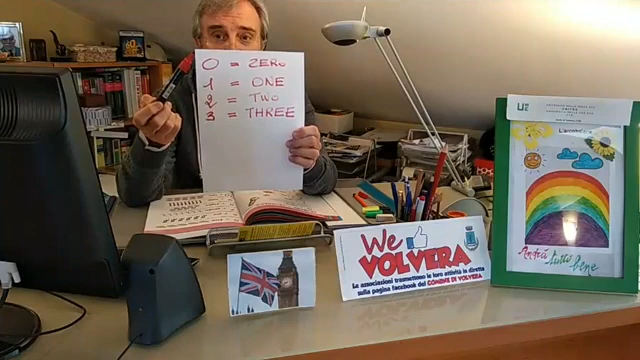 0 = ZERO
1 = ONE
2 = TWO
3 = THREE
We
VOLVERA
Le associazioni trasmettono le loro attività in diretta
sulla pagina facebook del COMUNE DI VOLVERA
L'arcobaleno
Andrà tutto bene